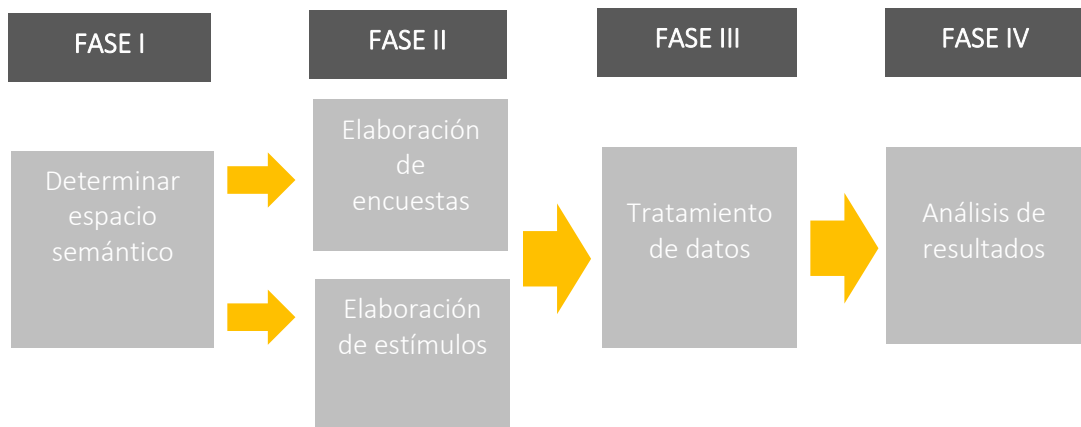 FASE I
FASE II
FASE III
FASE IV
Determinar
espacio
semántico
Elaboración
de
encuestas
Elaboración
de estímulos
Tratamiento
de datos
Análisis de
resultados